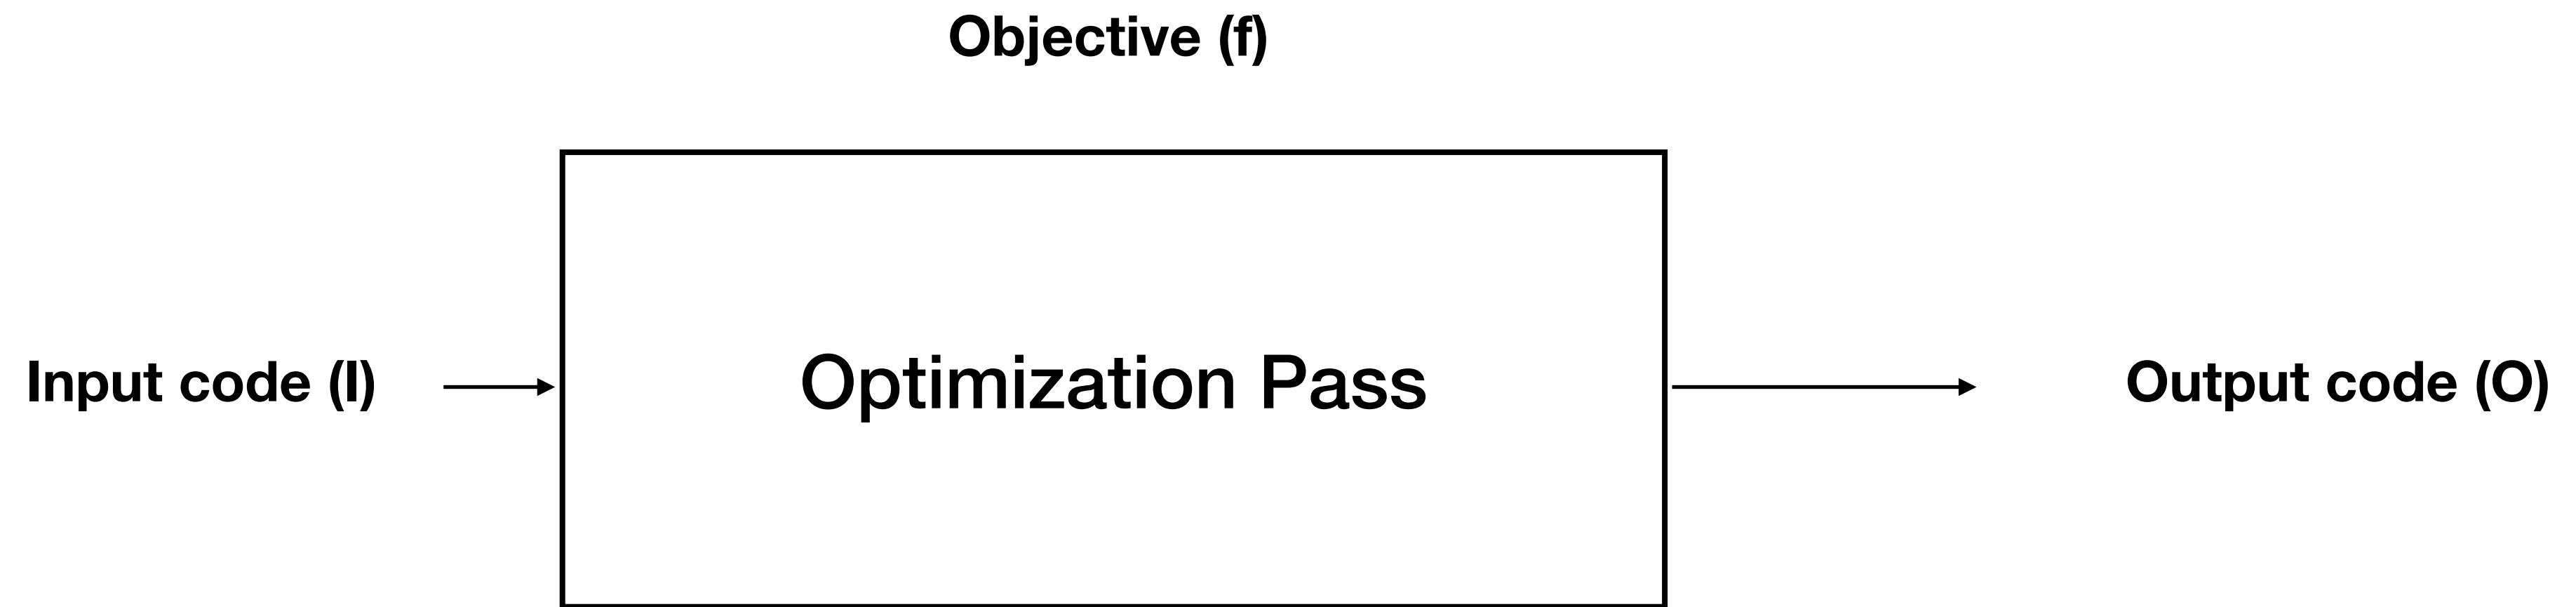 Objective (f)
Input code (I)
Optimization Pass
Output code (O)